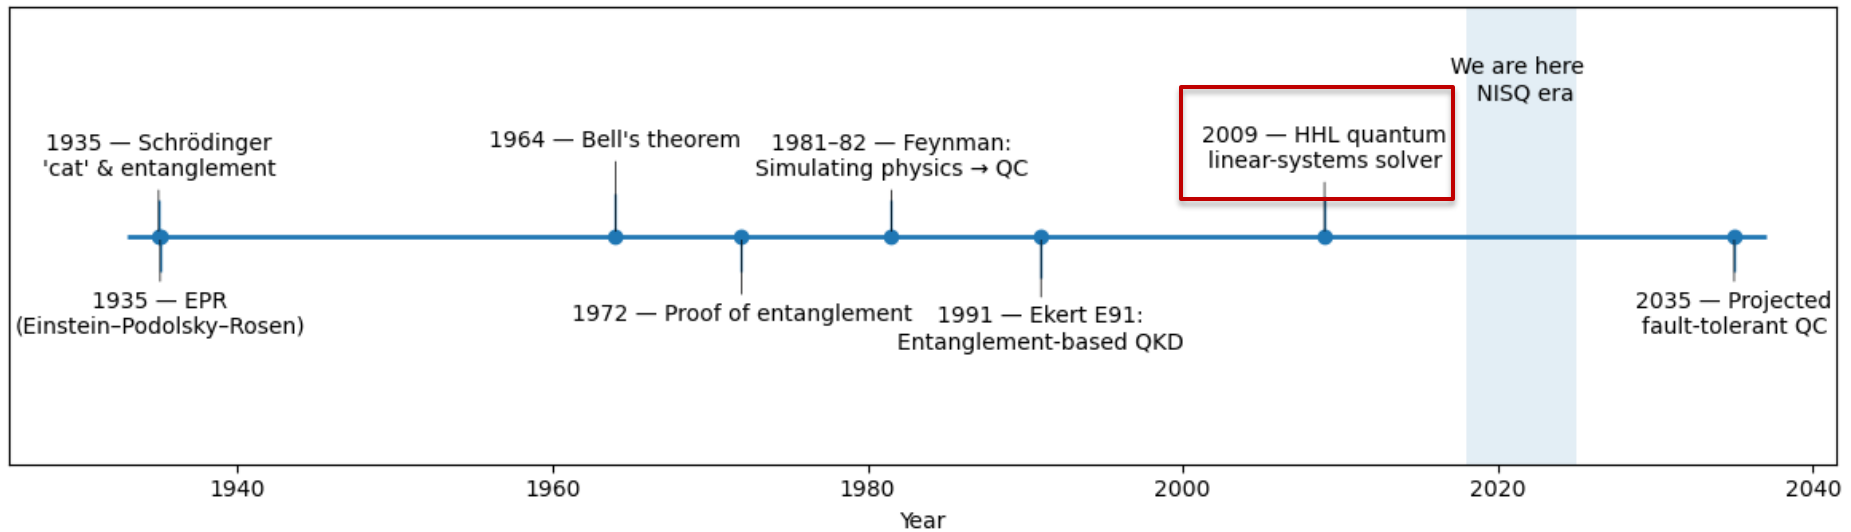 We are here
NISQ era
1935 — Schrödinger
'cat' & entanglement
1964 — Bell's theorem
1981–82 — Feynman:
Simulating physics → QC
2009 — HHL quantum
linear-systems solver
1935 — EPR
(Einstein–Podolsky–Rosen)
1972 — Proof of entanglement
1991 — Ekert E91:
Entanglement-based QKD
2035 — Projected
fault-tolerant QC
1940 1960 1980 2000 2020 2040
Year